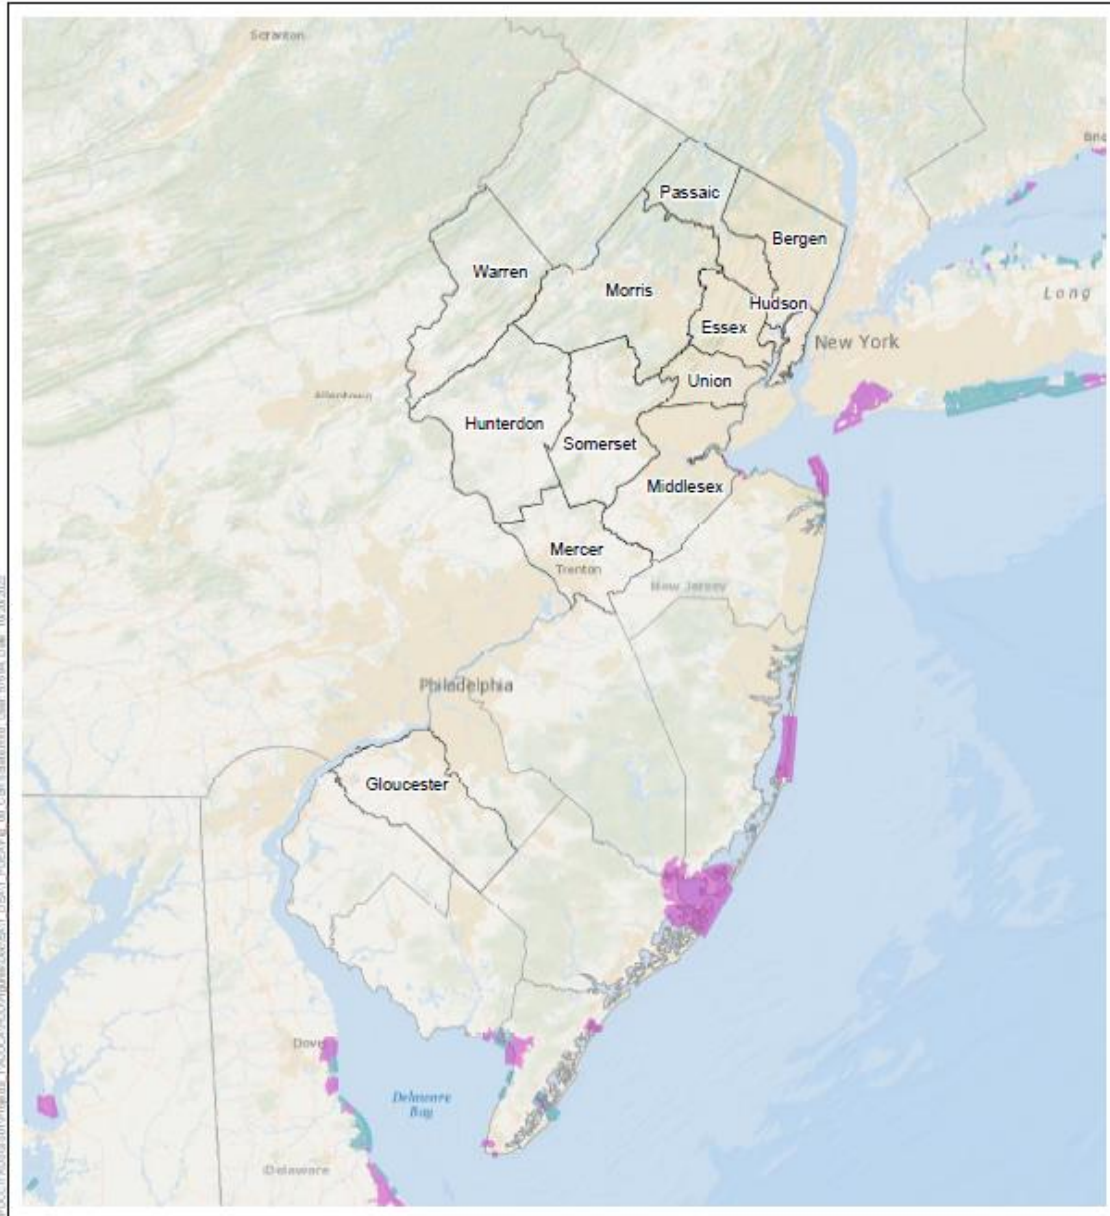 Scranton
Passaic
Bergen
Warren
Morris
Hudson
Long
Essex
New York
Union
Allentown
Hunterdon
Somerset
Middlesex
Mercer
Trenton
New Jersey
Philadelphia
Gloucester
Dove
Delaware
Bay
Delaware